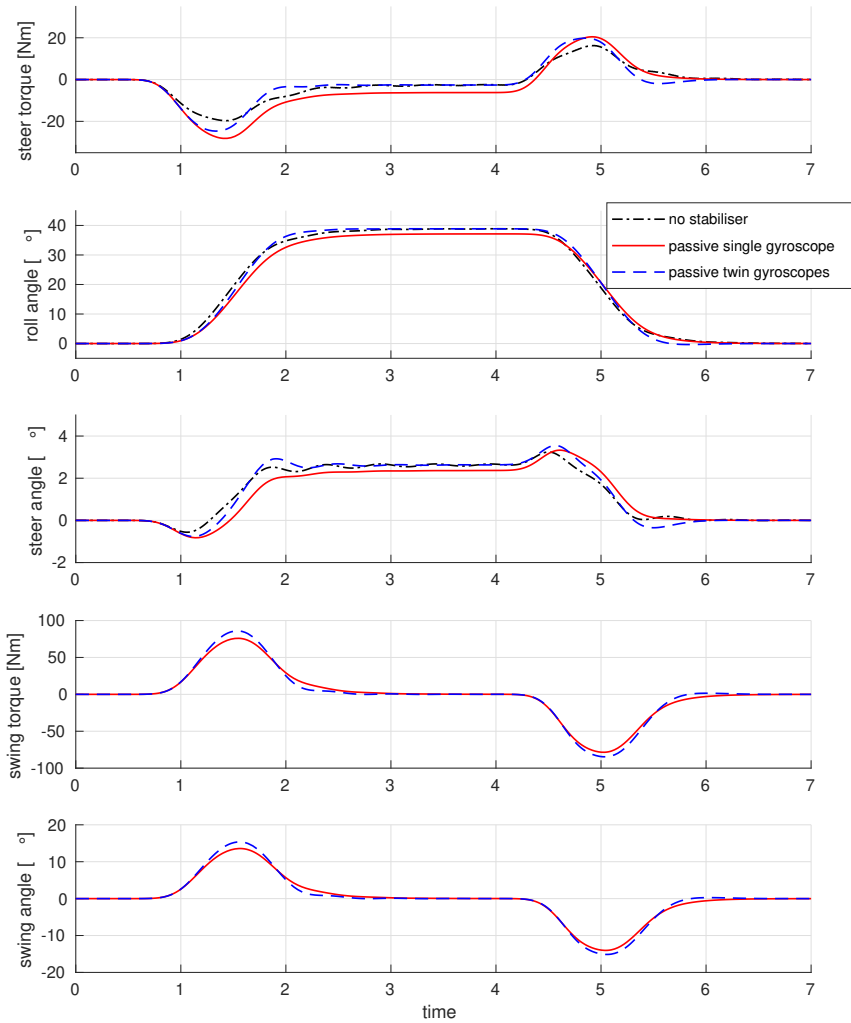 steer torque [Nm]
20
0
-20
0 1 2 3 4 5 6 7
roll angle [ °]
40
30
20
10
0
0 1 2 3 4 5 6 7
no stabiliser
passive single gyroscope
passive twin gyroscopes
steer angle [ °]
4
2
0
-2
0 1 2 3 4 5 6 7
swing torque [Nm]
100
50
0
-50
-100
0 1 2 3 4 5 6 7
swing angle [ °]
20
10
0
-10
-20
0 1 2 3 4 5 6 7
time